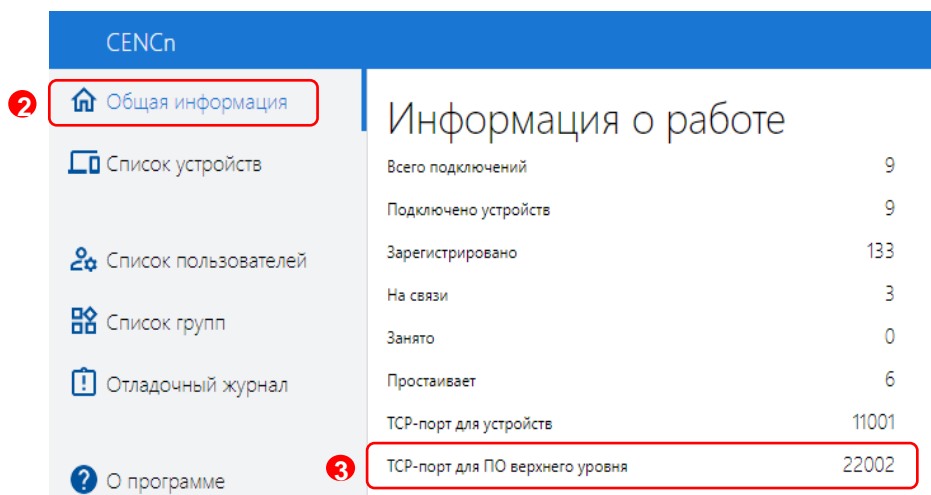 CENCn
2
Общая информация
Список устройств
Список пользователей
Список групп
Отладочный журнал
О программе
Информация о работе
Всего подключений 9
Подключено устройств 9
Зарегистрировано 133
На связи 3
Занято 0
Простаивает 6
TCP-порт для устройств 11001
3
TCP-порт для ПО верхнего уровня 22002